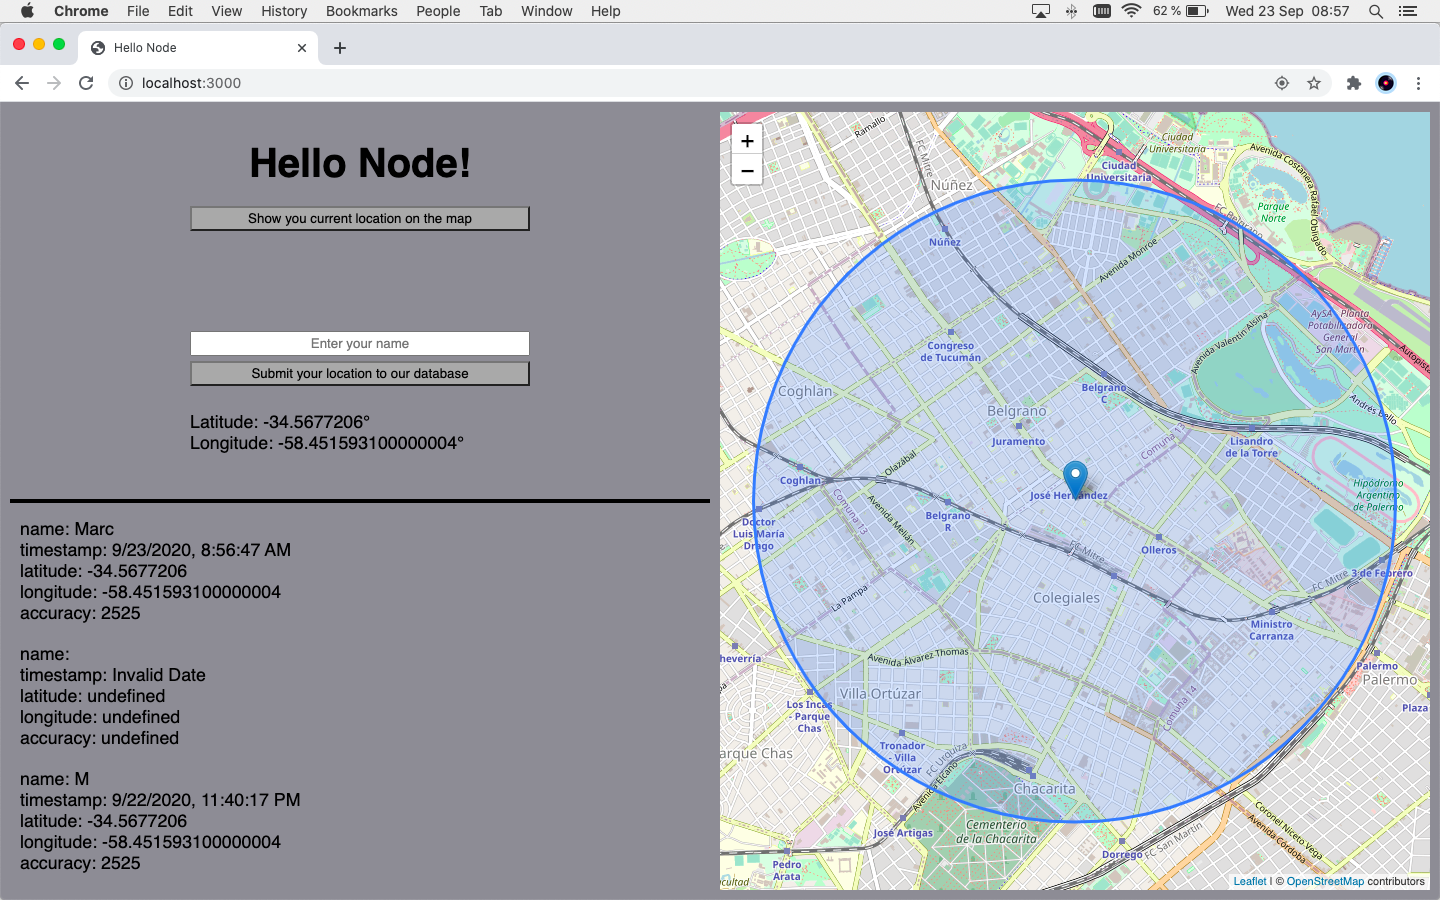 Chrome File Edit View History Bookmarks People Tab Window Help 62 % Wed 23 Sep 08:57
Hello Node
localhost:3000
Hello Node!
Show you current location on the map
Enter your name
Submit your location to our database
Latitude: -34.5677206°
Longitude: -58.451593100000004°
name: Marc
timestamp: 9/23/2020, 8:56:47 AM
latitude: -34.5677206
longitude: -58.451593100000004
accuracy: 2525
name:
timestamp: Invalid Date
latitude: undefined
longitude: undefined
accuracy: undefined
name: M
timestamp: 9/22/2020, 11:40:17 PM
latitude: -34.5677206
longitude: -58.451593100000004
accuracy: 2525
+
−
Ramallo
FC Mitre
Núñez
Ciudad
Universitaria
Ciudad
Universitaria
Avenida Costanera Rafael Obligado
Parque
Norte
FC Belgrano
Núñez
Avenida Monroe
AySA - Planta
Potabilizadora
General
San Martín
Autopista
Avenida Valentín Alsina
Congreso
de Tucumán
Coghlan
Belgrano
C
Andrés Bello
Belgrano
Juramento
Comuna 13
Lisandro
de la Torre
Olazábal
Coghlan
José Hernández
Hipódromo
Argentino
de Palermo
Comuna 13
Avenida Melián
Belgrano
R
Doctor
Luis María
Drago
FC Mitre
Olleros
3 de Febrero
FC Mitre
La Pampa
Colegiales
Ministro
Carranza
Avenida Álvarez Thomas
heverría
Palermo
Palermo
Villa Ortúzar
Comuna 14
Los Incas
- Parque
Chas
Plaza
Tronador
- Villa
Ortúzar
arque Chas
FC Urquiza
Chacarita
Avenida Elcano
José Artigas
Cementerio
de la Chacarita
Coronel Niceto Vega
Avenida Córdoba
FC San Martín
Dorrego
Pedro
Arata
acultad
Leaflet | © OpenStreetMap contributors